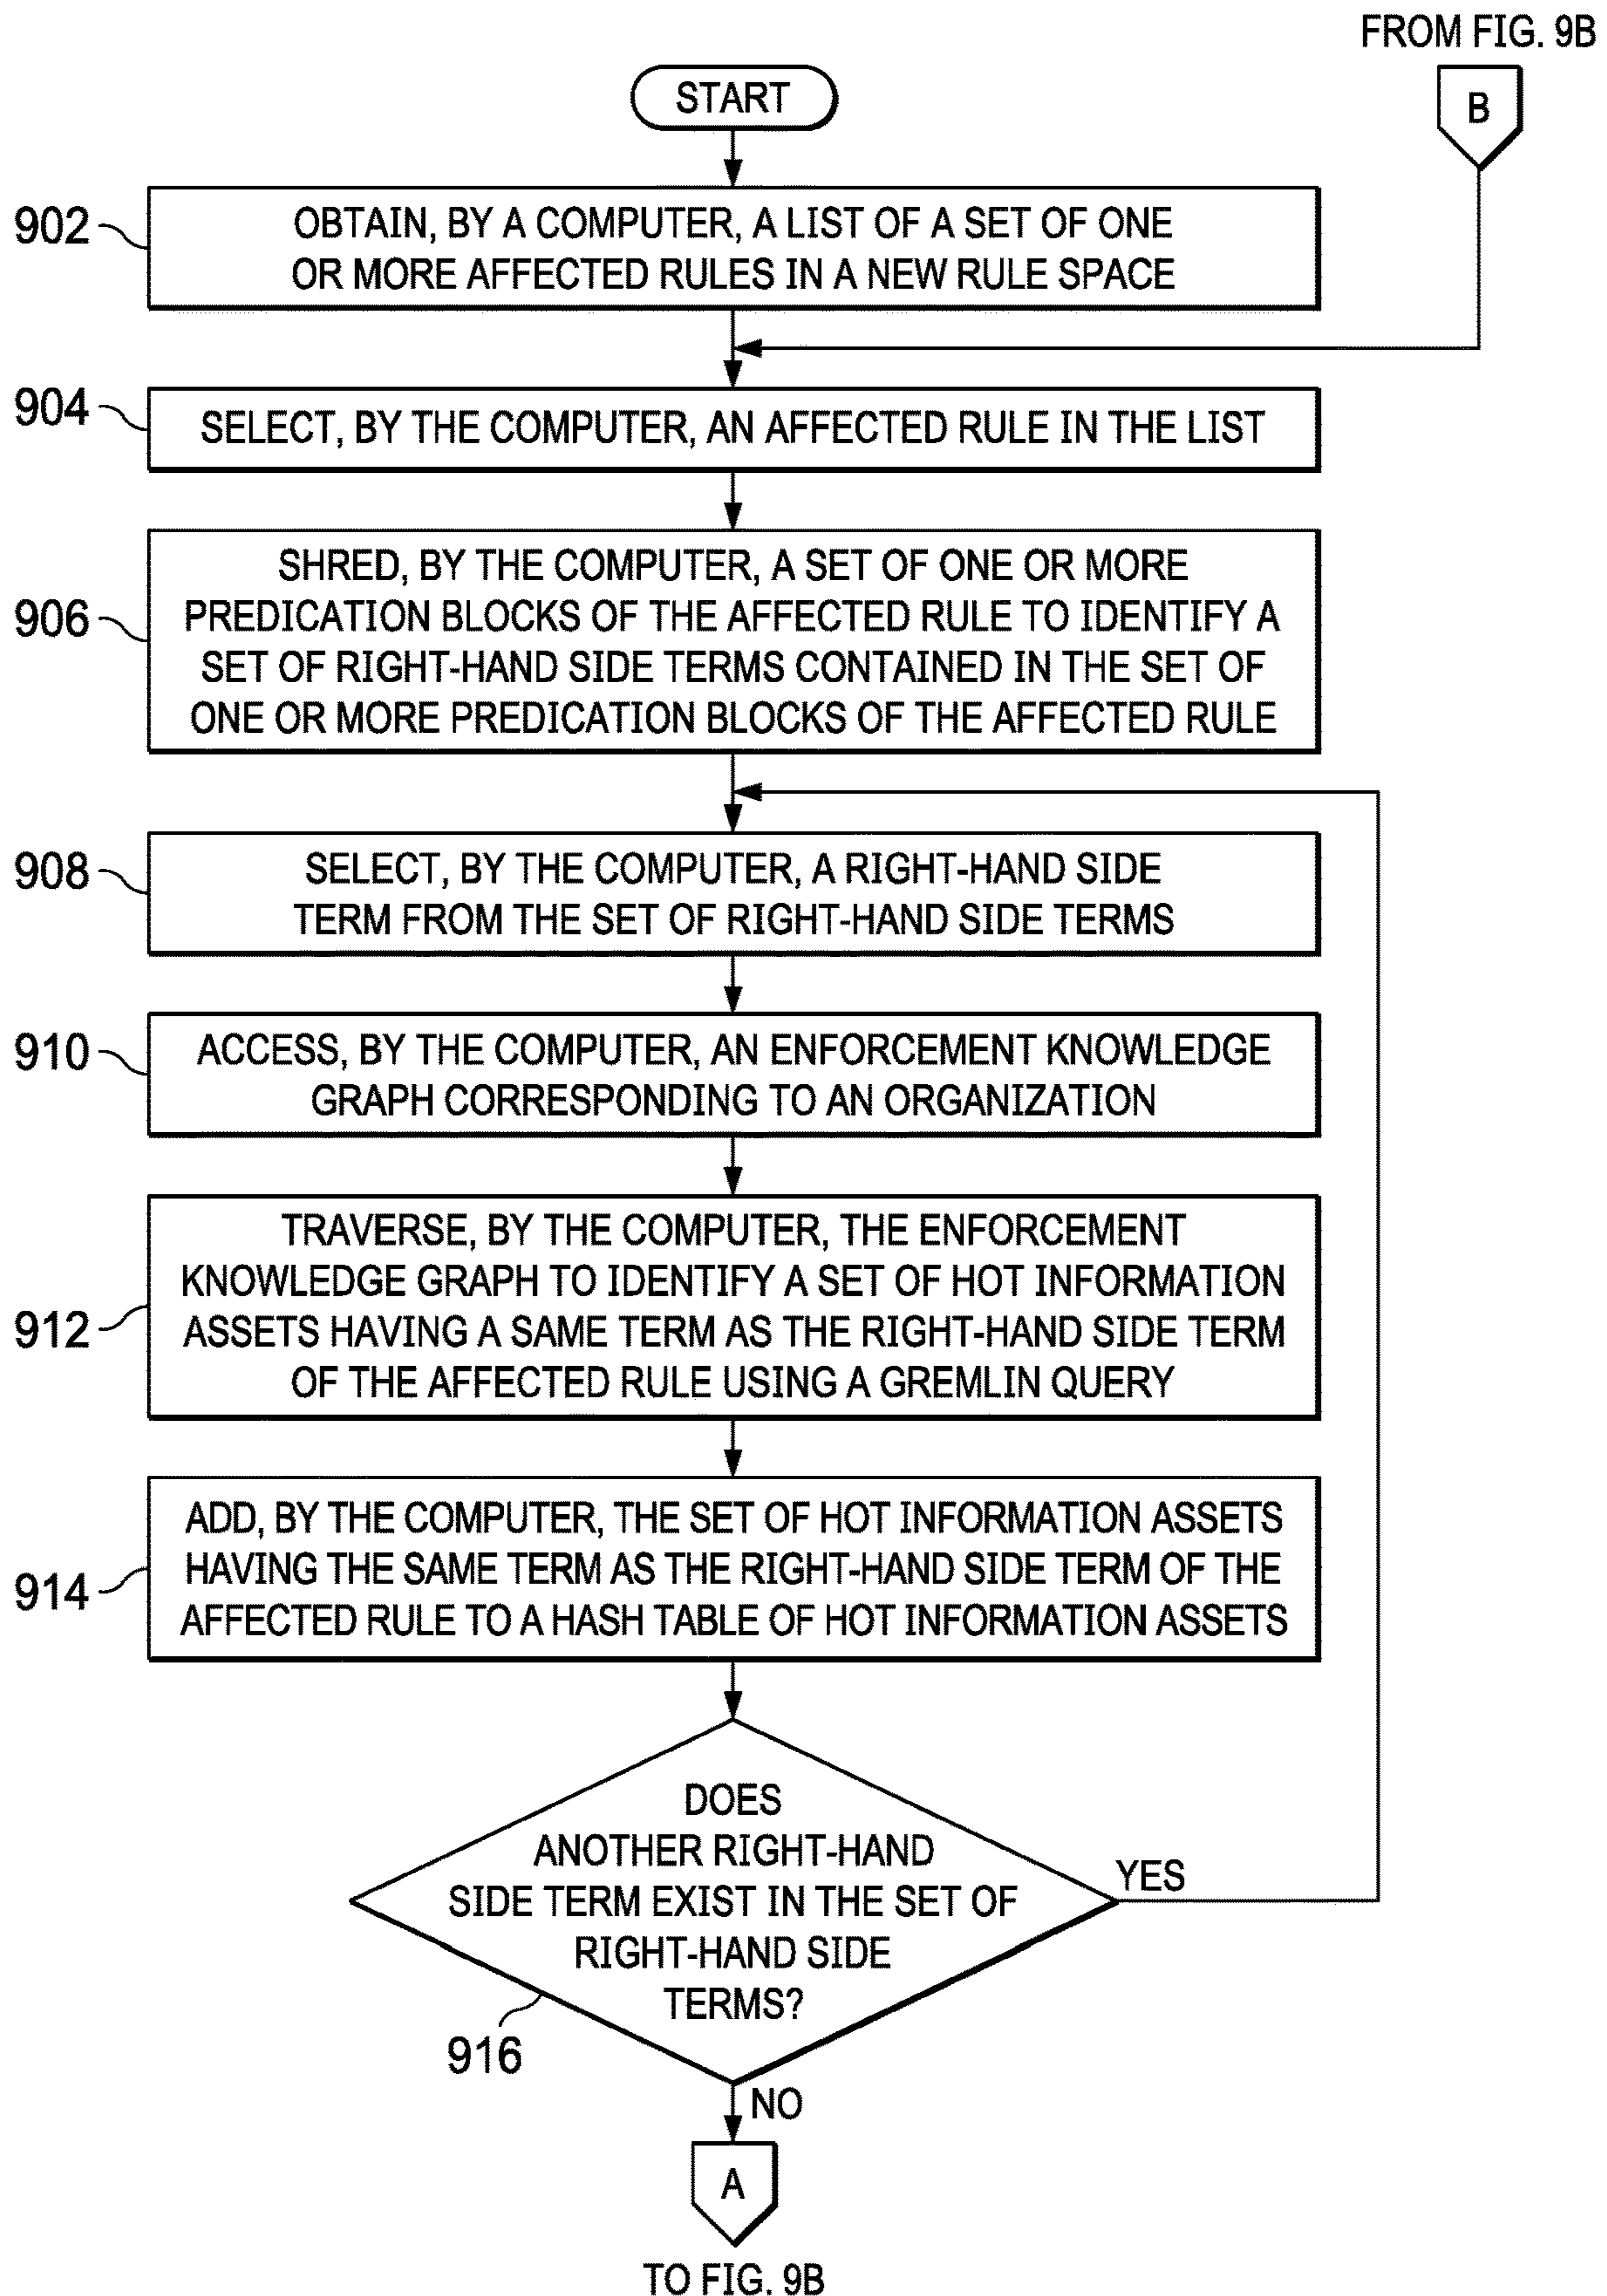 FROM FIG. 9B
B
START
902
OBTAIN, BY A COMPUTER, A LIST OF A SET OF ONE
OR MORE AFFECTED RULES IN A NEW RULE SPACE
904
SELECT, BY THE COMPUTER, AN AFFECTED RULE IN THE LIST
906
SHRED, BY THE COMPUTER, A SET OF ONE OR MORE
PREDICATION BLOCKS OF THE AFFECTED RULE TO IDENTIFY A
SET OF RIGHT-HAND SIDE TERMS CONTAINED IN THE SET OF
ONE OR MORE PREDICATION BLOCKS OF THE AFFECTED RULE
908
SELECT, BY THE COMPUTER, A RIGHT-HAND SIDE
TERM FROM THE SET OF RIGHT-HAND SIDE TERMS
910
ACCESS, BY THE COMPUTER, AN ENFORCEMENT KNOWLEDGE
GRAPH CORRESPONDING TO AN ORGANIZATION
912
TRAVERSE, BY THE COMPUTER, THE ENFORCEMENT
KNOWLEDGE GRAPH TO IDENTIFY A SET OF HOT INFORMATION
ASSETS HAVING A SAME TERM AS THE RIGHT-HAND SIDE TERM
OF THE AFFECTED RULE USING A GREMLIN QUERY
914
ADD, BY THE COMPUTER, THE SET OF HOT INFORMATION ASSETS
HAVING THE SAME TERM AS THE RIGHT-HAND SIDE TERM OF THE
AFFECTED RULE TO A HASH TABLE OF HOT INFORMATION ASSETS
DOES
ANOTHER RIGHT-HAND
SIDE TERM EXIST IN THE SET OF
RIGHT-HAND SIDE
TERMS?
YES
916
NO
A
TO FIG. 9B